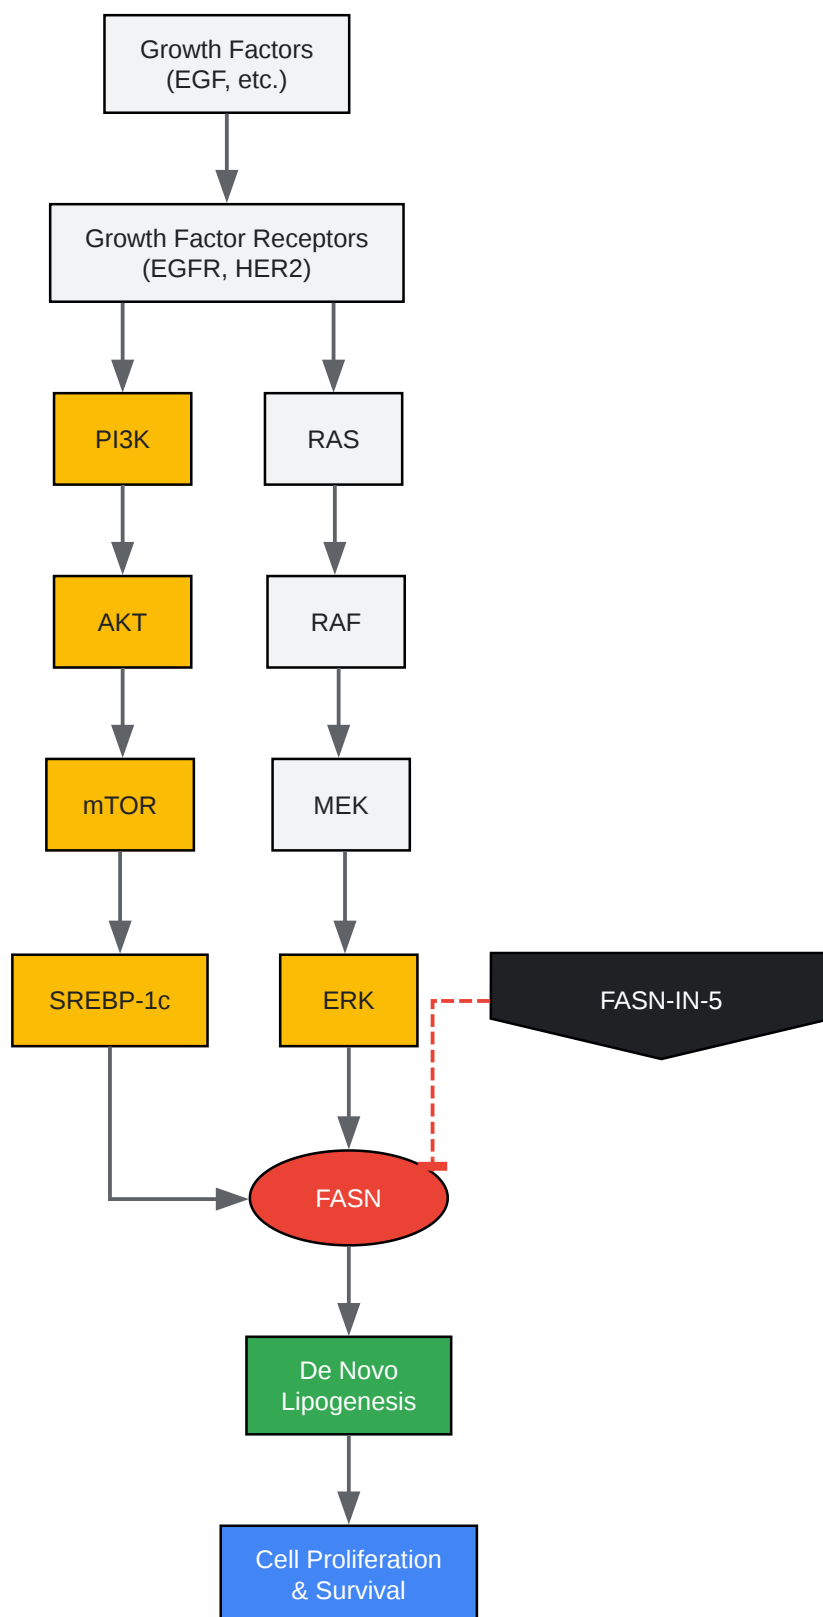 Growth Factors
(EGF, etc.)
Growth Factor Receptors
(EGFR, HER2)
PI3K
RAS
AKT
RAF
mTOR
MEK
SREBP-1c
ERK
FASN-IN-5
FASN
De Novo
Lipogenesis
Cell Proliferation
& Survival